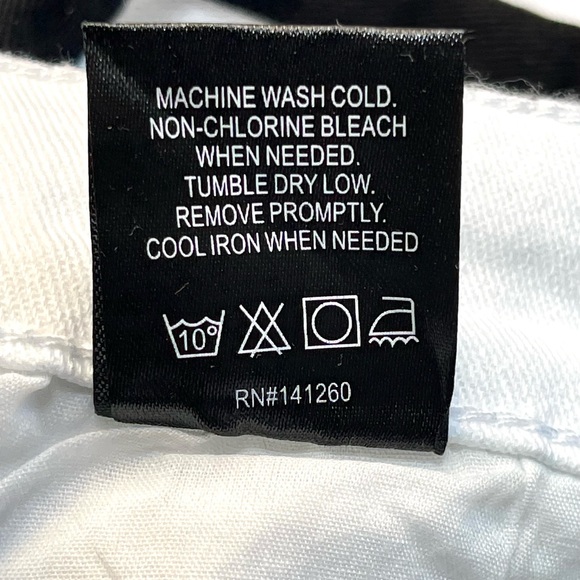 MACHINE WASH COLD.
NON-CHLORINE BLEACH
WHEN NEEDED.
TUMBLE DRY LOW.
REMOVE PROMPTLY.
COOL IRON WHEN NEEDED
10°
RN#141260